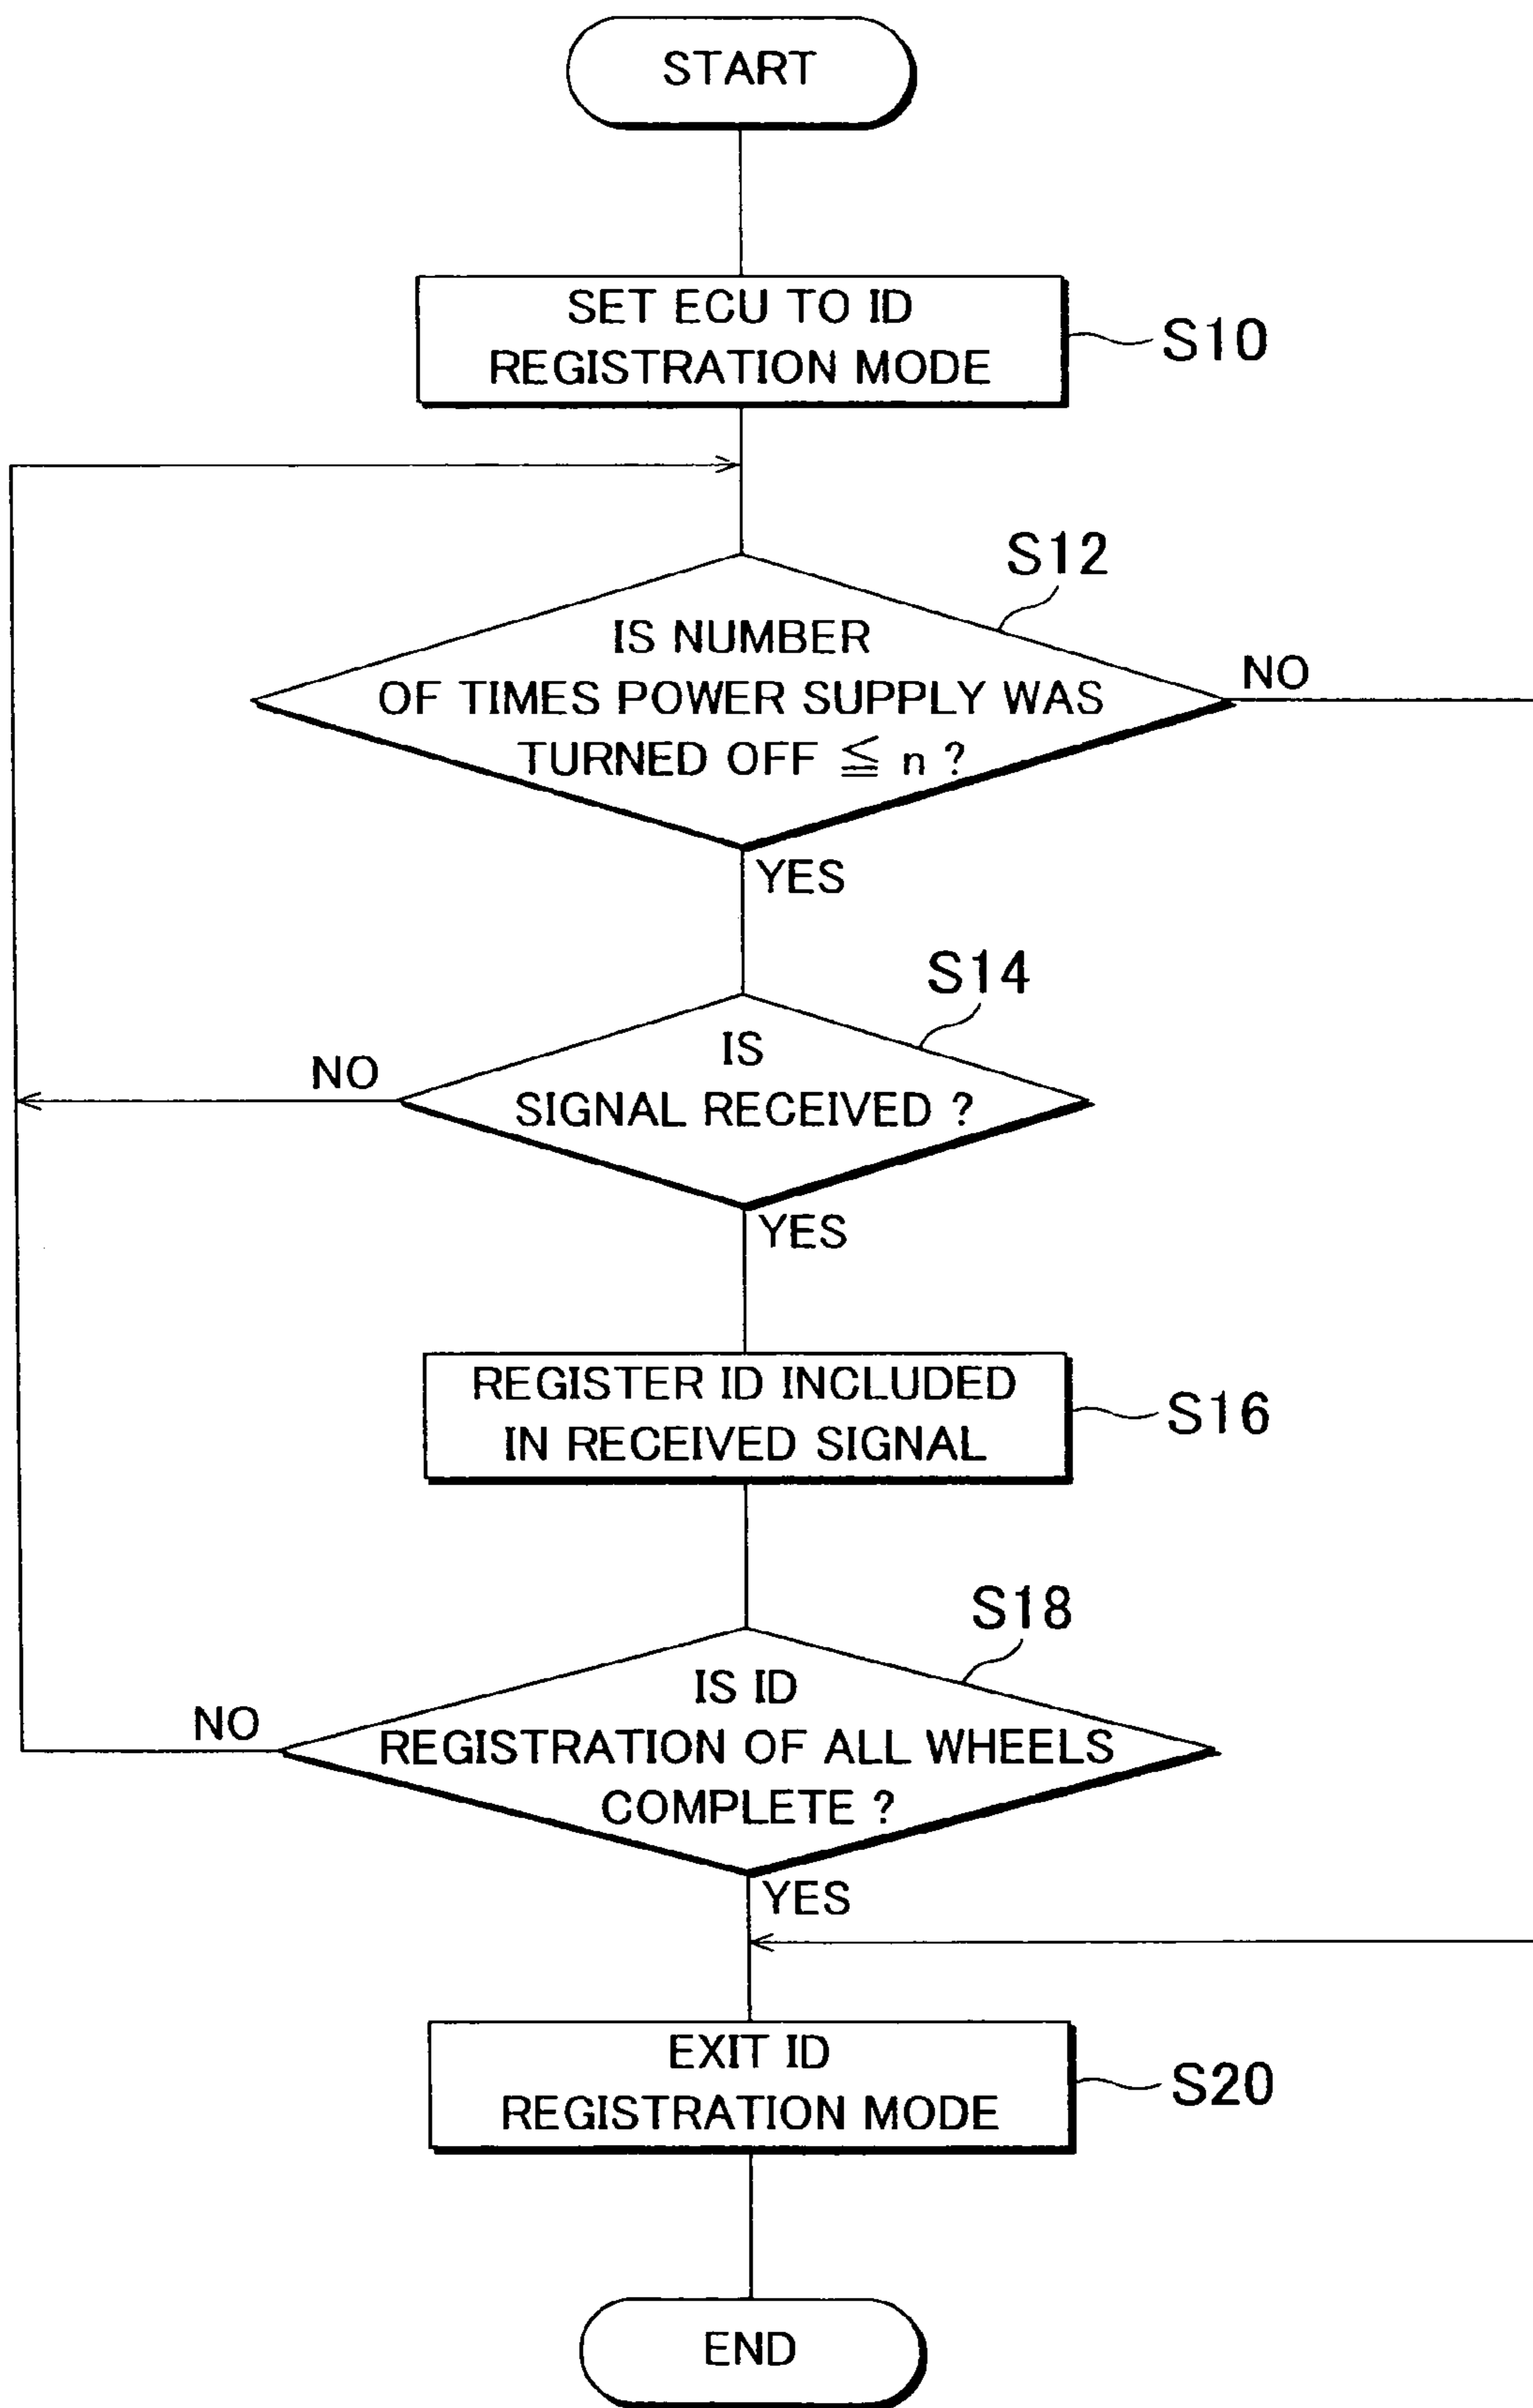 START
SET ECU TO ID
REGISTRATION MODE
S10
S12
IS NUMBER
OF TIMES POWER SUPPLY WAS
TURNED OFF ≦ n ?
NO
YES
S14
IS
SIGNAL RECEIVED ?
NO
YES
REGISTER ID INCLUDED
IN RECEIVED SIGNAL
S16
S18
IS ID
REGISTRATION OF ALL WHEELS
COMPLETE ?
NO
YES
EXIT ID
REGISTRATION MODE
S20
END